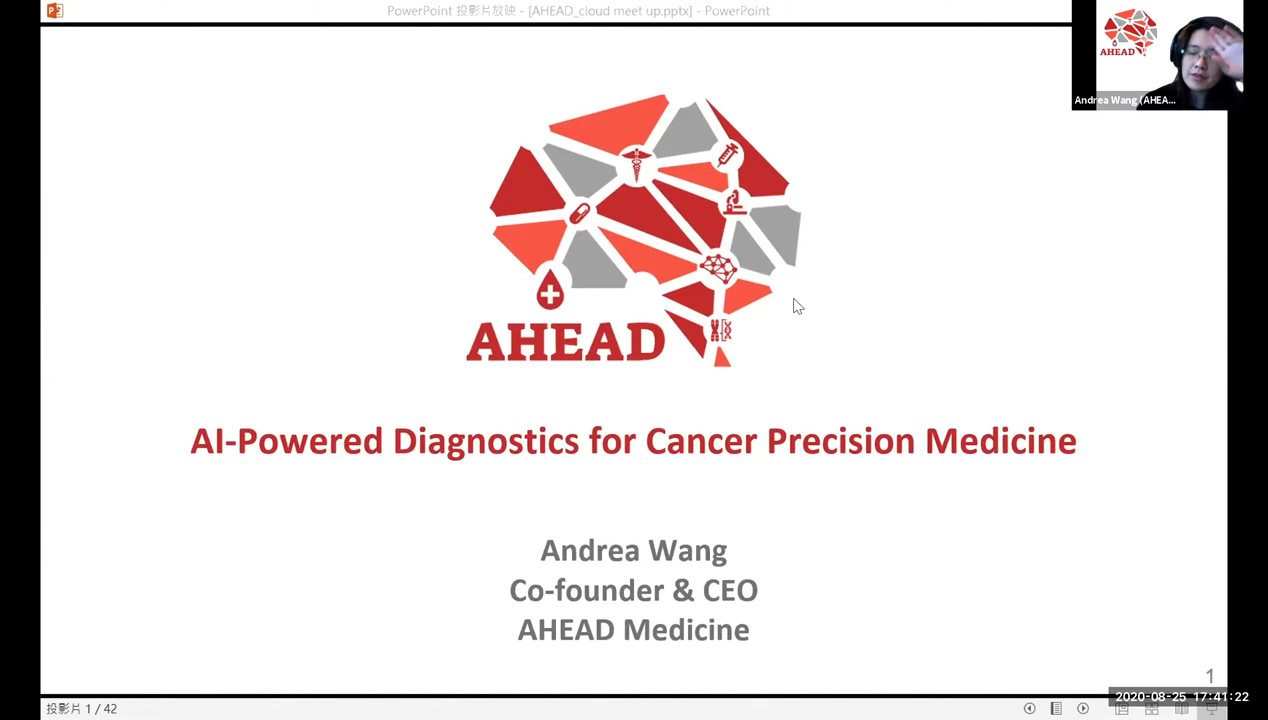 PowerPoint 投影片放映 - [AHEAD_cloud meet up.pptx] - PowerPoint
AHEAD
Andrea Wang (AHEA...
AHEAD
AI-Powered Diagnostics for Cancer Precision Medicine
Andrea Wang
Co-founder & CEO
AHEAD Medicine
1
2020-08-25 17:41:22
投影片 1 / 42